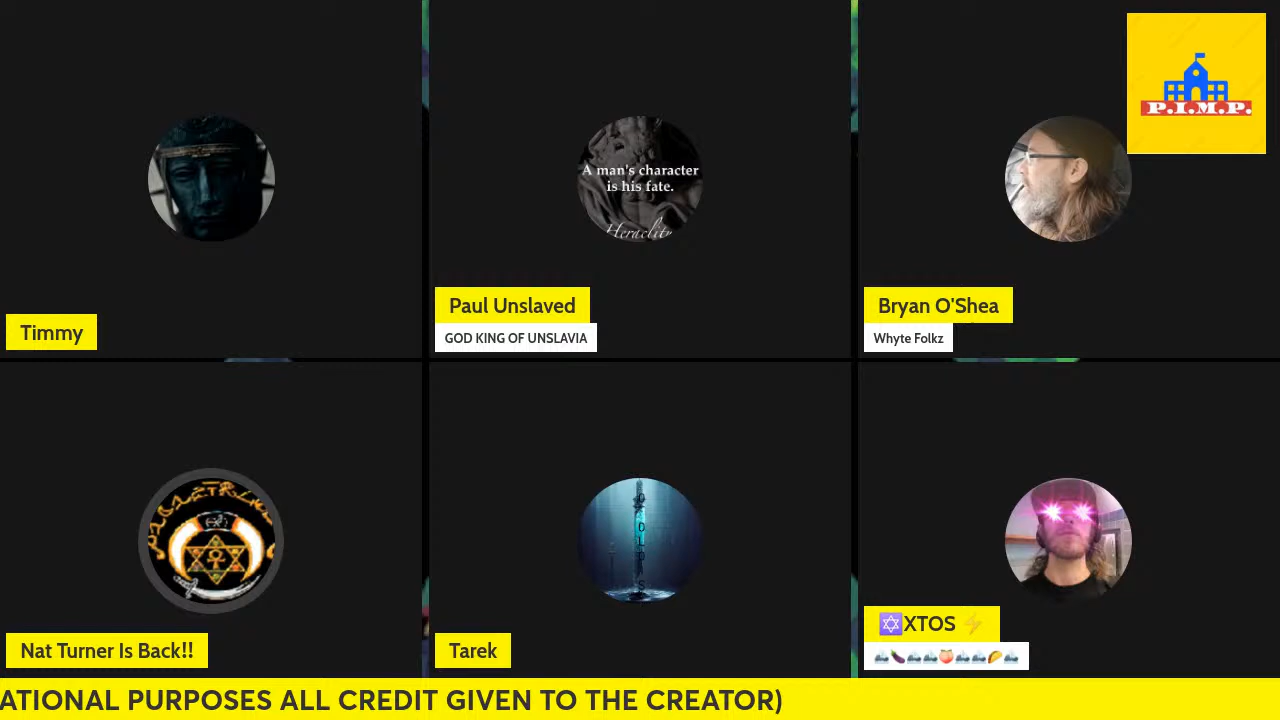 P.I.M.P.
A man's character
is his fate.
Timmy
Paul Unslaved
GOD KING OF UNSLAVIA
Bryan O'Shea
Whyte Folkz
Nat Turner Is Back!!
Tarek
✡️XTOS ⚡
ATIONAL PURPOSES ALL CREDIT GIVEN TO THE CREATOR)